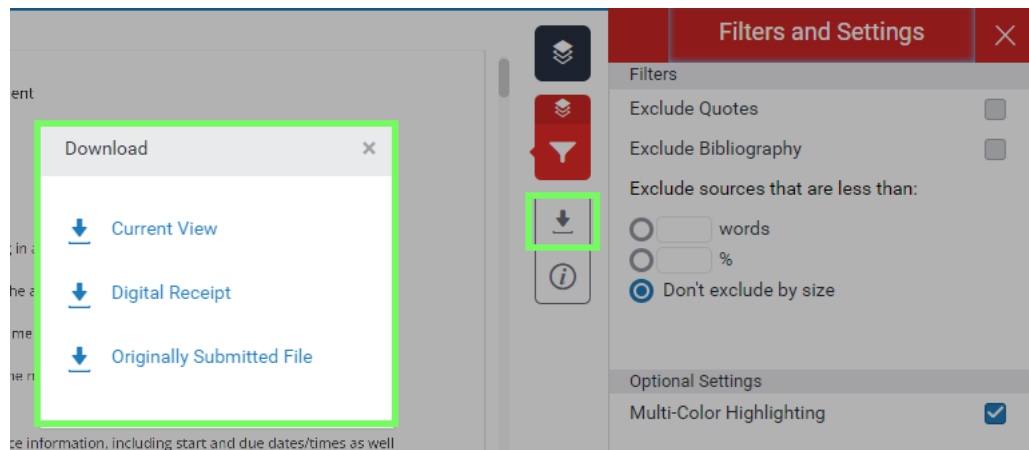 Filters and Settings
Filters
ent
Exclude Quotes
Download
Exclude Bibliography
Exclude sources that are less than:
Current View
words
in a
%
Digital Receipt
Don't exclude by size
he a
me
Originally Submitted File
Optional Settings
Multi-Color Highlighting
ce information, including start and due dates/times as well